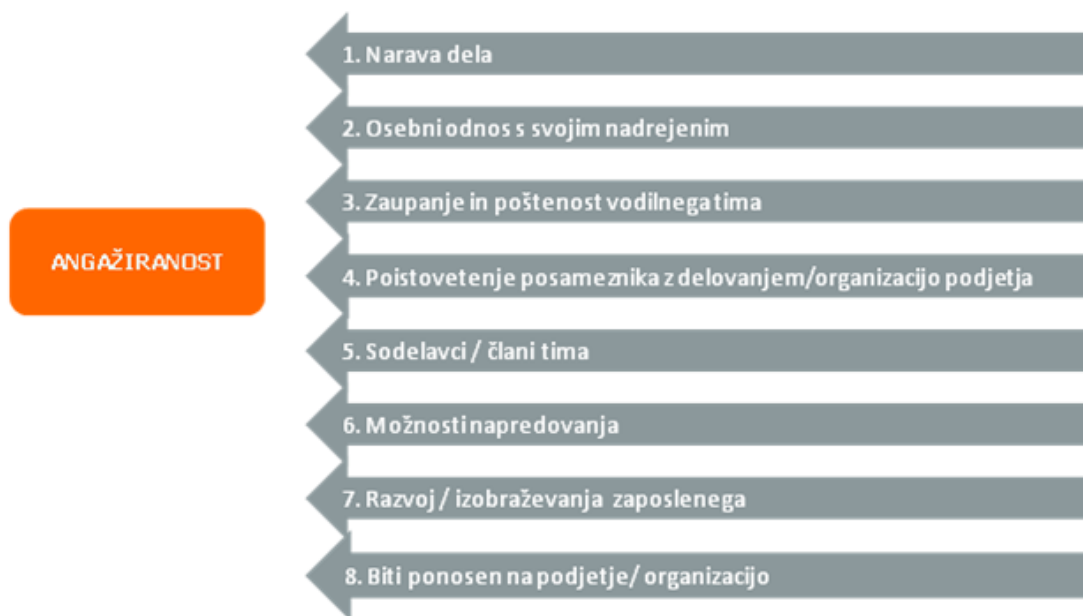 1. Narava dela
2. Osebni odnos s svojim nadrejenim
3. Zaupanje in poštenost vodilnega tima
ANGAŽIRANOST
4. Poistovetenje posameznika z delovanjem/organizacijo podjetja
5. Sodelavci / člani tima
6. Možnosti napredovanja
7. Razvoj / izobraževanja zaposlenega
8. Biti ponosen na podjetje/ organizacijo